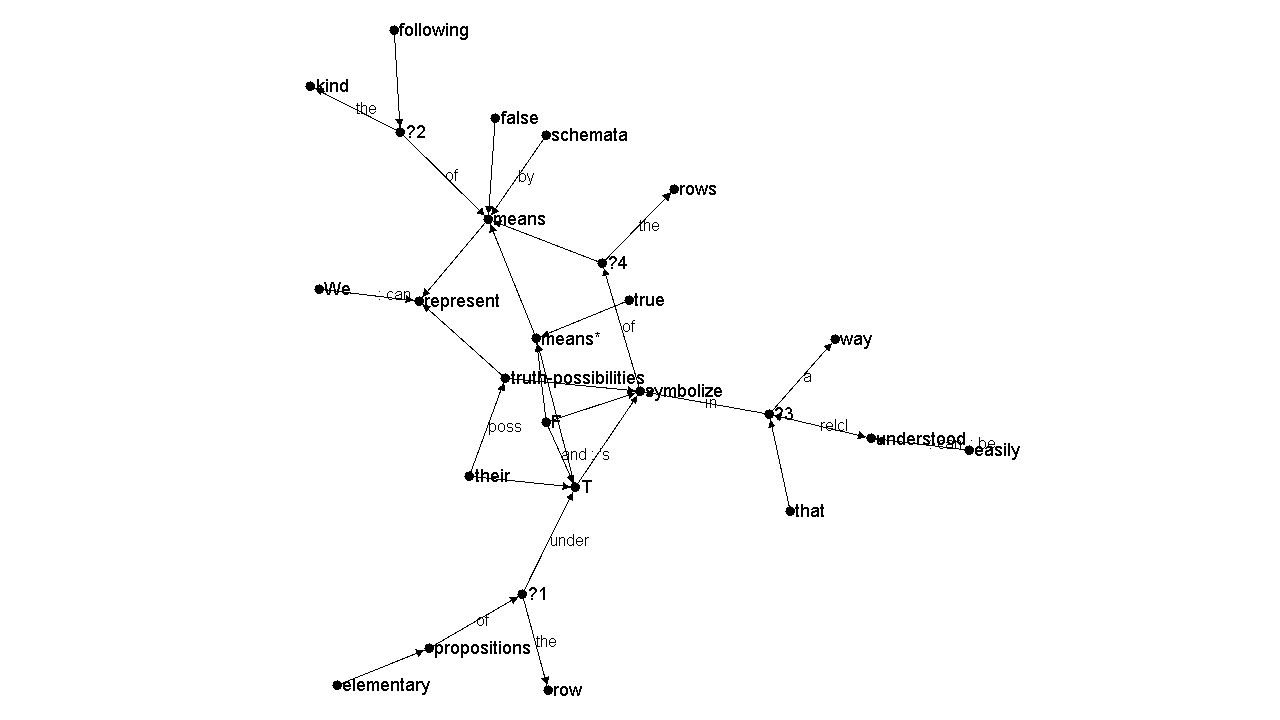 following
kind
the
?2
false
schemata
of
by
rows
means
the
?4
We
: can
represent
true
of
means*
way
truth-possibilities
a
symbolize
in
?3
F
poss
relcl
understood
: can : be
easily
and : 's
their
T
that
under
?1
of
the
propositions
elementary
row